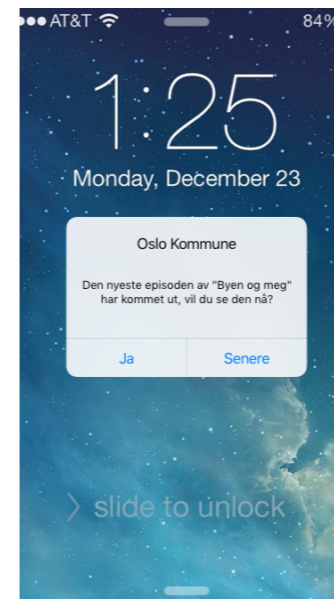 AT&T 84%
1:25
Monday, December 23
Oslo Kommune
Den nyeste episoden av "Byen og meg"
har kommet ut, vil du se den nå?
Ja Senere
> slide to unlock